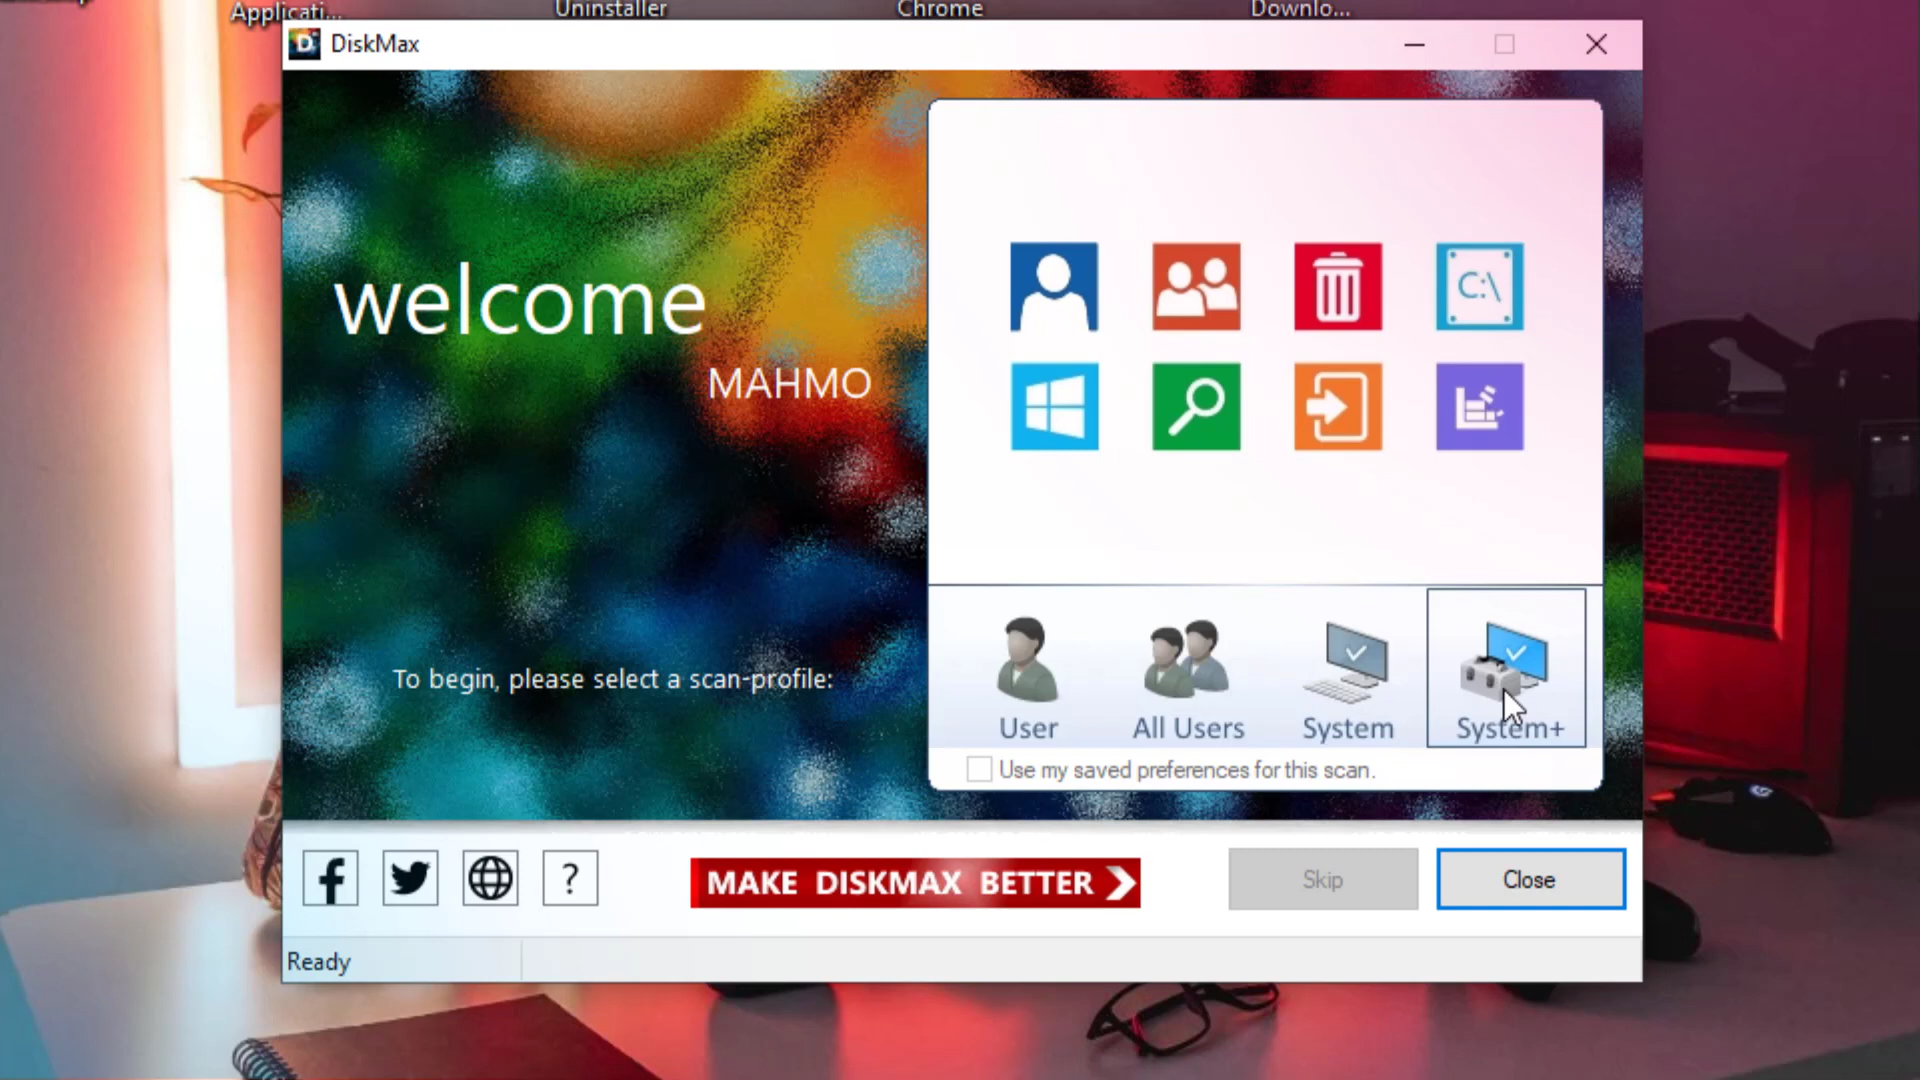 Applicati...
Uninstaller
Chrome
Downlo...
D
DiskMax
welcome
MAHMO
C:\
To begin, please select a scan-profile:
User
All Users
System
System+
Use my saved preferences for this scan.
f
?
MAKE DISKMAX BETTER
Skip
Close
Ready